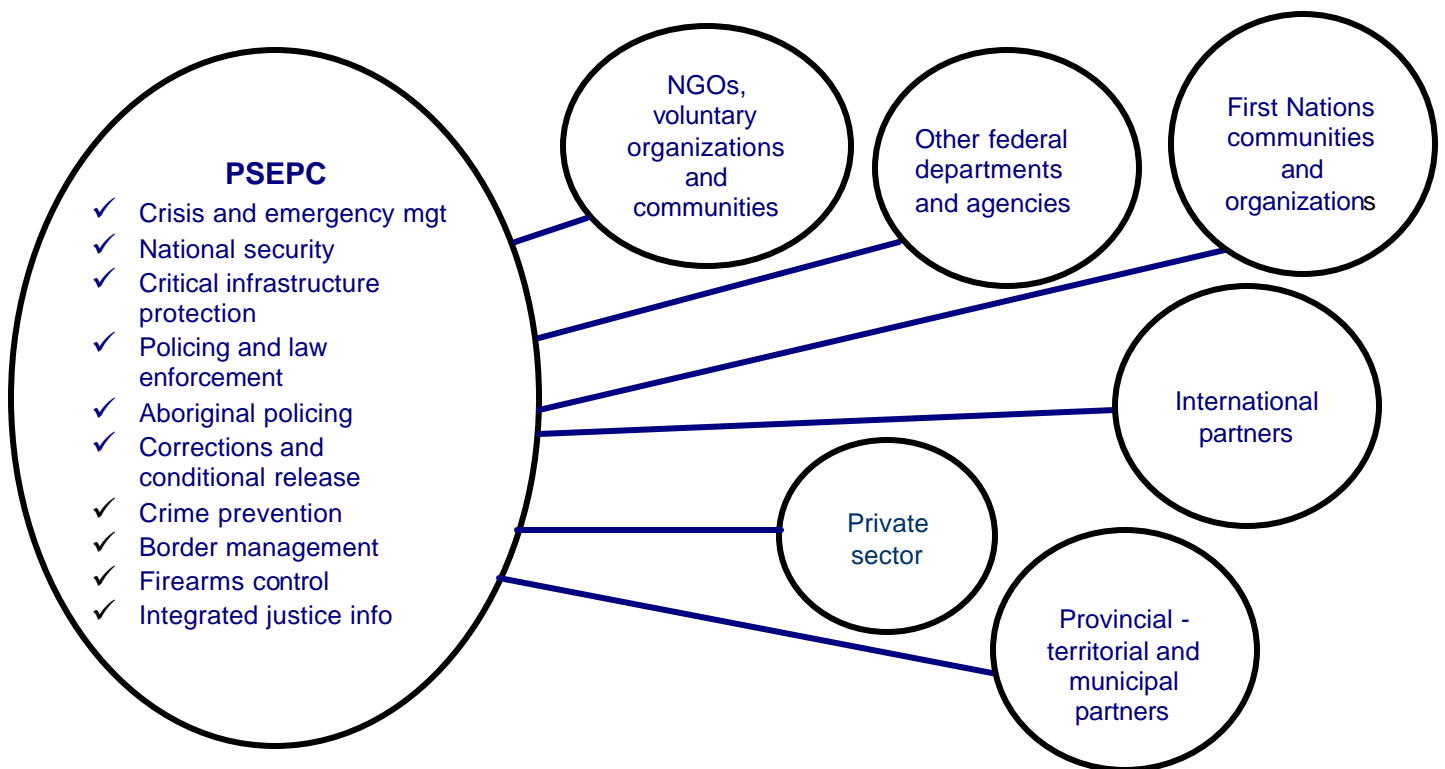 PSEPC
✓ Crisis and emergency mgt
✓ National security
✓ Critical infrastructure
protection
✓ Policing and law
enforcement
✓ Aboriginal policing
✓ Corrections and
conditional release
✓ Crime prevention
✓ Border management
✓ Firearms control
✓ Integrated justice info
NGOs,
voluntary
organizations
and
communities
Other federal
departments
and agencies
First Nations
communities
and
organizations
International
partners
Private
sector
Provincial -
territorial and
municipal
partners